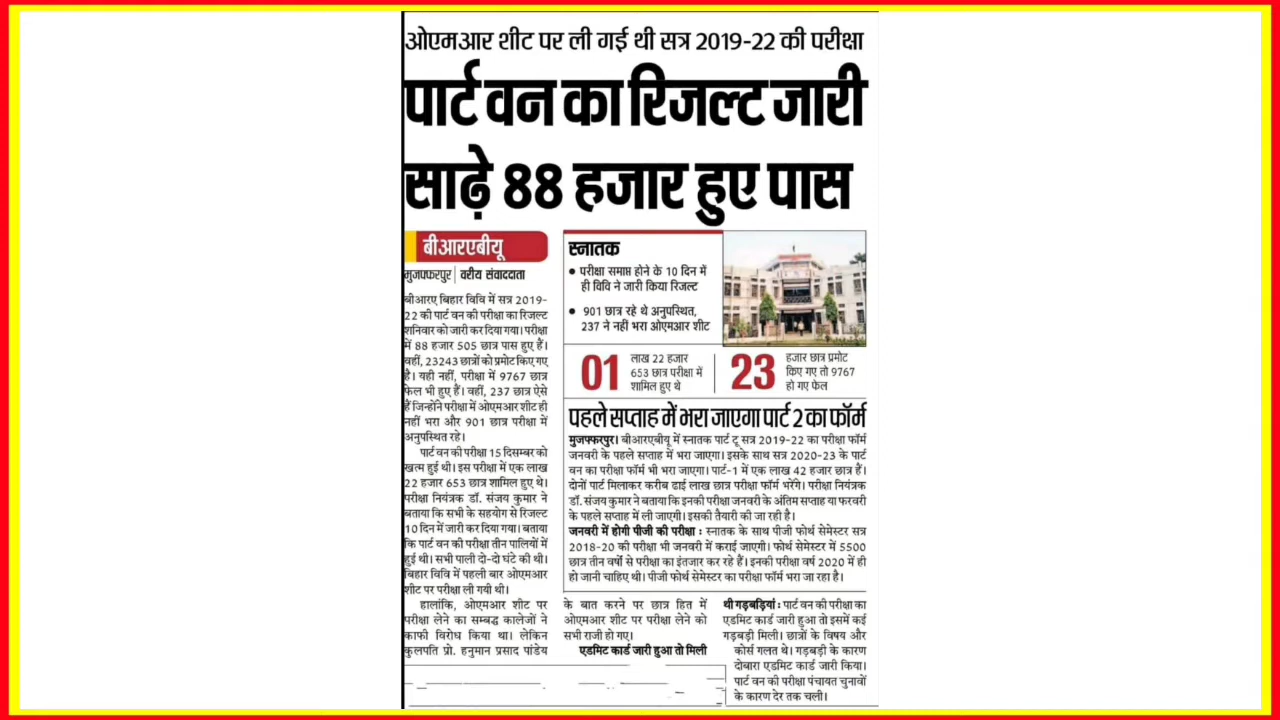 ओएमआर शीट पर ली गई थी सत्र 2019-22 की परीक्षा
पार्ट वन का रिजल्ट जारी
साढ़े 88 हजार हुए पास
बीआरएबीयू
मुजफ्फरपुर | वरीय संवाददाता
बीआरए बिहार विवि में सत्र 2019-
22 की पार्ट वन की परीक्षा का रिजल्ट
शनिवार को जारी कर दिया गया। परीक्षा
में 88 हजार 505 छात्र पास हुए हैं।
वहीं, 23243 छात्रों को प्रमोट किए गए
है। यही नहीं, परीक्षा में 9767 छात्र
फेल भी हुए हैं। वहीं, 237 छात्र ऐसे
हैं जिन्होंने परीक्षा में ओएमआर शीट ही
नहीं भरा और 901 छात्र परीक्षा में
अनुपस्थित रहे।
पार्ट वन की परीक्षा 15 दिसम्बर को
खत्म हुई थी। इस परीक्षा में एक लाख
22 हजार 653 छात्र शामिल हुए थे।
परीक्षा नियंत्रक डॉ. संजय कुमार ने
बताया कि सभी के सहयोग से रिजल्ट
10 दिन में जारी कर दिया गया। बताया
कि पार्ट वन की परीक्षा तीन पालियों में
हुई थी। सभी पाली दो-दो घंटे की थी।
बिहार विवि में पहली बार ओएमआर
शीट पर परीक्षा ली गयी थी।
हालांकि, ओएमआर शीट पर
परीक्षा लेने का सम्बद्ध कालेजों ने
काफी विरोध किया था। लेकिन
कुलपति प्रो. हनुमान प्रसाद पांडेय
स्नातक
• परीक्षा समाप्त होने के 10 दिन में
ही विवि ने जारी किया रिजल्ट
• 901 छात्र रहे थे अनुपस्थित,
237 ने नहीं भरा ओएमआर शीट
01 लाख 22 हजार
653 छात्र परीक्षा में
शामिल हुए थे
23 हजार छात्र प्रमोट
किए गए तो 9767
हो गए फेल
पहले सप्ताह में भरा जाएगा पार्ट 2 का फॉर्म
मुजफ्फरपुर। बीआरएबीयू में स्नातक पार्ट टू सत्र 2019-22 का परीक्षा फॉर्म
जनवरी के पहले सप्ताह में भरा जाएगा। इसके साथ सत्र 2020-23 के पार्ट
वन का परीक्षा फॉर्म भी भरा जाएगा। पार्ट-1 में एक लाख 42 हजार छात्र हैं।
दोनों पार्ट मिलाकर करीब ढाई लाख छात्र परीक्षा फॉर्म भरेंगे। परीक्षा नियंत्रक
डॉ. संजय कुमार ने बताया कि इनकी परीक्षा जनवरी के अंतिम सप्ताह या फरवरी
के पहले सप्ताह में ली जाएगी। इसकी तैयारी की जा रही है।
जनवरी में होगी पीजी की परीक्षा : स्नातक के साथ पीजी फोर्थ सेमेस्टर सत्र
2018-20 की परीक्षा भी जनवरी में कराई जाएगी। फोर्थ सेमेस्टर में 5500
छात्र तीन वर्षों से परीक्षा का इंतजार कर रहे हैं। इनकी परीक्षा वर्ष 2020 में ही
हो जानी चाहिए थी। पीजी फोर्थ सेमेस्टर का परीक्षा फॉर्म भरा जा रहा है।
के बात करने पर छात्र हित में
ओएमआर शीट पर परीक्षा लेने को
सभी राजी हो गए।
एडमिट कार्ड जारी हुआ तो मिली
थी गड़बड़ियां : पार्ट वन की परीक्षा का
एडमिट कार्ड जारी हुआ तो इसमें कई
गड़बड़ी मिली। छात्रों के विषय और
कोर्स गलत थे। गड़बड़ी के कारण
दोबारा एडमिट कार्ड जारी किया।
पार्ट वन की परीक्षा पंचायत चुनावों
के कारण देर तक चली।